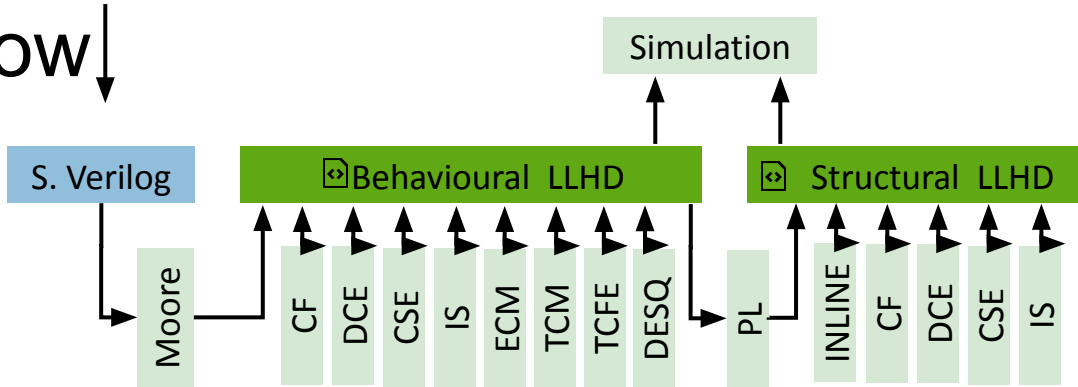 ow
Simulation
S. Verilog
Behavioural LLHD
Structural LLHD
Moore
CF
DCE
CSE
IS
ECM
TCM
TCFE
DESQ
PL
INLINE
CF
DCE
CSE
IS